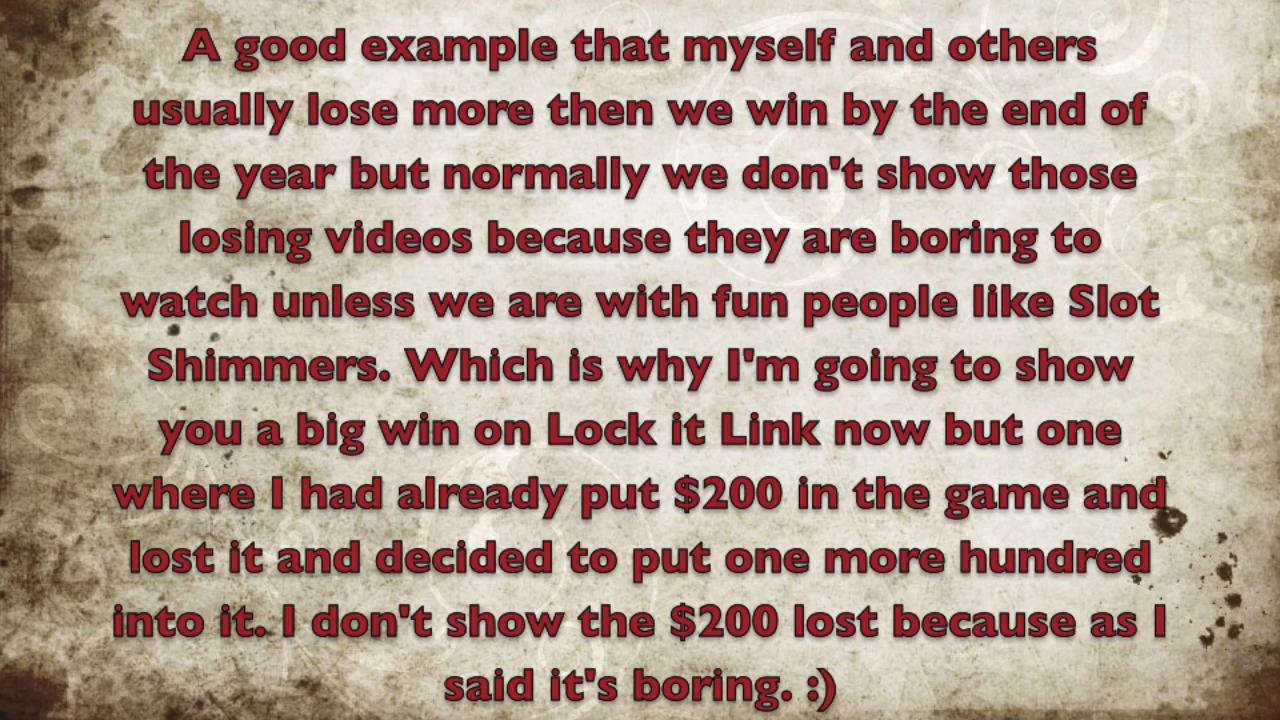 A good example that myself and others
usually lose more then we win by the end of
the year but normally we don't show those
losing videos because they are boring to
watch unless we are with fun people like Slot
Shimmers. Which is why I'm going to show
you a big win on Lock it Link now but one
where I had already put $200 in the game and
lost it and decided to put one more hundred
into it. I don't show the $200 lost because as I
said it's boring. :)